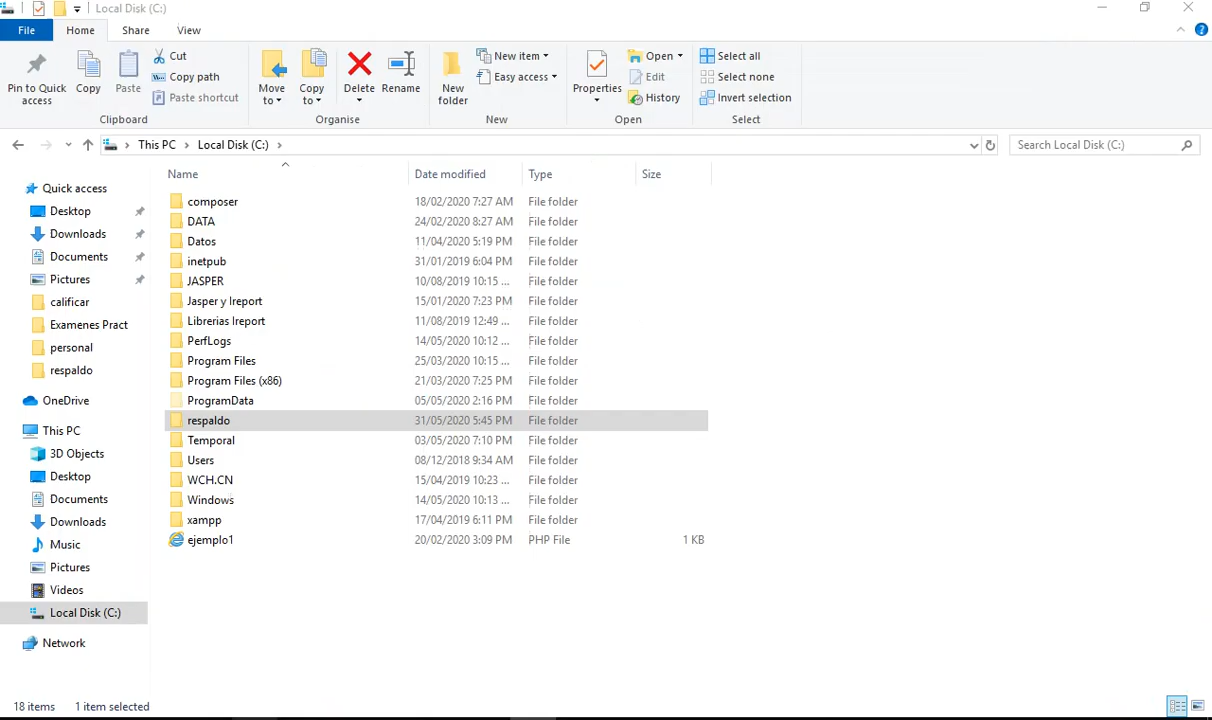 Local Disk (C:)
File Home Share View
Pin to Quick access
Copy
Paste
Cut
Copy path
Paste shortcut
Clipboard
Move to
Copy to
Delete
Rename
Organise
New folder
New item
Easy access
New
Properties
Open
Edit
History
Open
Select all
Select none
Invert selection
Select
This PC Local Disk (C:)
Search Local Disk (C:)
Quick access
Desktop
Downloads
Documents
Pictures
calificar
Examenes Pract
personal
respaldo
OneDrive
This PC
3D Objects
Desktop
Documents
Downloads
Music
Pictures
Videos
Local Disk (C:)
Network
Name Date modified Type Size
composer 18/02/2020 7:27 AM File folder
DATA 24/02/2020 8:27 AM File folder
Datos 11/04/2020 5:19 PM File folder
inetpub 31/01/2019 6:04 PM File folder
JASPER 10/08/2019 10:15 ... File folder
Jasper y Ireport 15/01/2020 7:23 PM File folder
Librerias Ireport 11/08/2019 12:49 ... File folder
PerfLogs 14/05/2020 10:12 ... File folder
Program Files 25/03/2020 10:15 ... File folder
Program Files (x86) 21/03/2020 7:25 PM File folder
ProgramData 05/05/2020 2:16 PM File folder
respaldo 31/05/2020 5:45 PM File folder
Temporal 03/05/2020 7:10 PM File folder
Users 08/12/2018 9:34 AM File folder
WCH.CN 15/04/2019 10:23 ... File folder
Windows 14/05/2020 10:13 ... File folder
xampp 17/04/2019 6:11 PM File folder
ejemplo1 20/02/2020 3:09 PM PHP File 1 KB
18 items 1 item selected